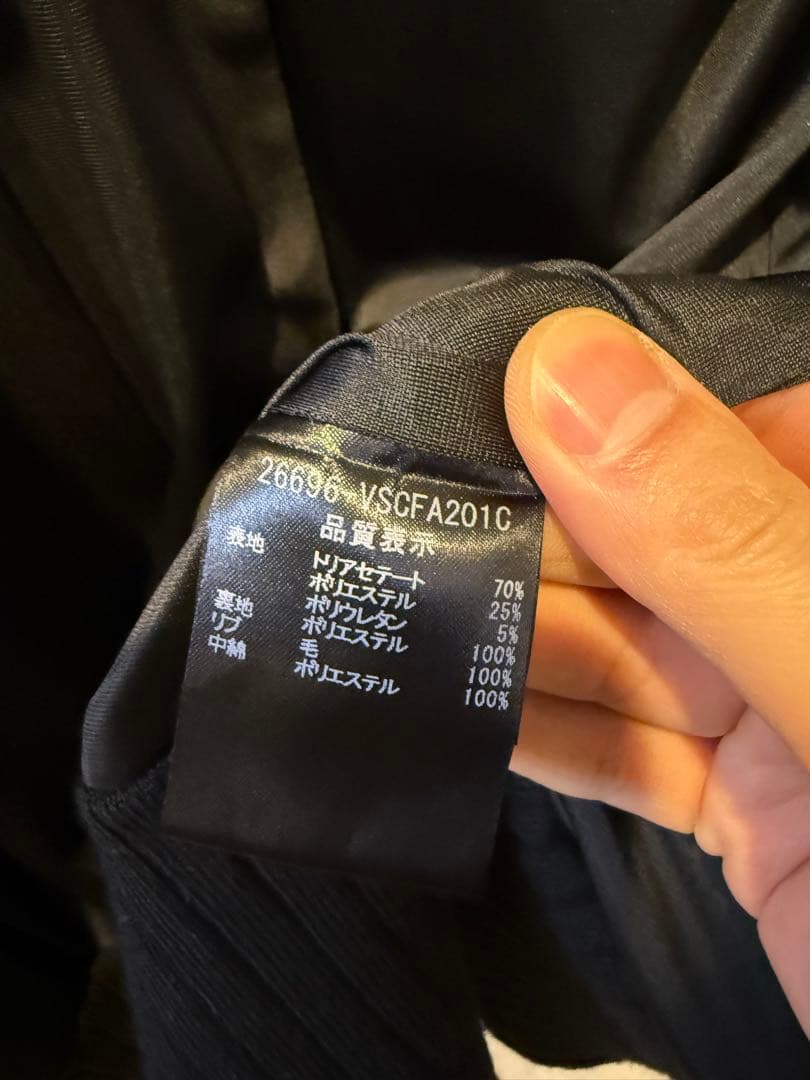 26696-VSCFA201C
品質表示
表地 トリアセテート 70%
ポリエステル 25%
ポリウレタン 5%
裏地 ポリエステル 100%
リブ 毛 100%
中綿 ポリエステル 100%